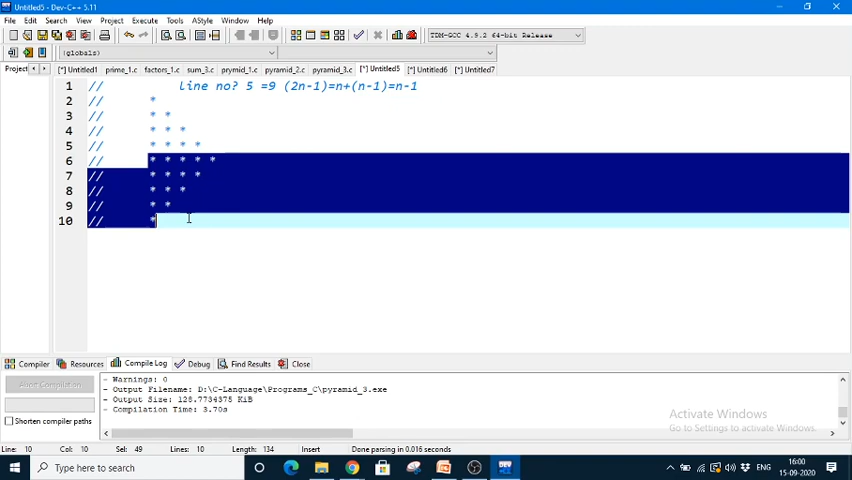 Untitled5 - Dev-C++ 5.11
File Edit Search View Project Execute Tools AStyle Window Help
TDM-GCC 4.9.2 64-bit Release
(globals)
Project [*] Untitled1 prime_1.c factors_1.c sum_3.c prymid_1.c pyramid_2.c pyramid_3.c [*] Untitled5 [*] Untitled6 [*] Untitled7
1 // line no? 5 =9 (2n-1)=n+(n-1)=n-1
2 // *
3 // * *
4 // * * *
5 // * * * *
6 // * * * * *
7 // * * * *
8 // * * *
9 // * *
10 // *
Compiler Resources Compile Log Debug Find Results Close
Abort Compilation
Shorten compiler paths
- Warnings: 0
- Output Filename: D:\C-Language\Programs_C\pyramid_3.exe
- Output Size: 128.7734375 KiB
- Compilation Time: 3.70s
Activate Windows
Go to Settings to activate Windows.
Line: 10 Col: 10 Sel: 49 Lines: 10 Length: 134 Insert Done parsing in 0.016 seconds
Type here to search
ENG
16:00
15-09-2020